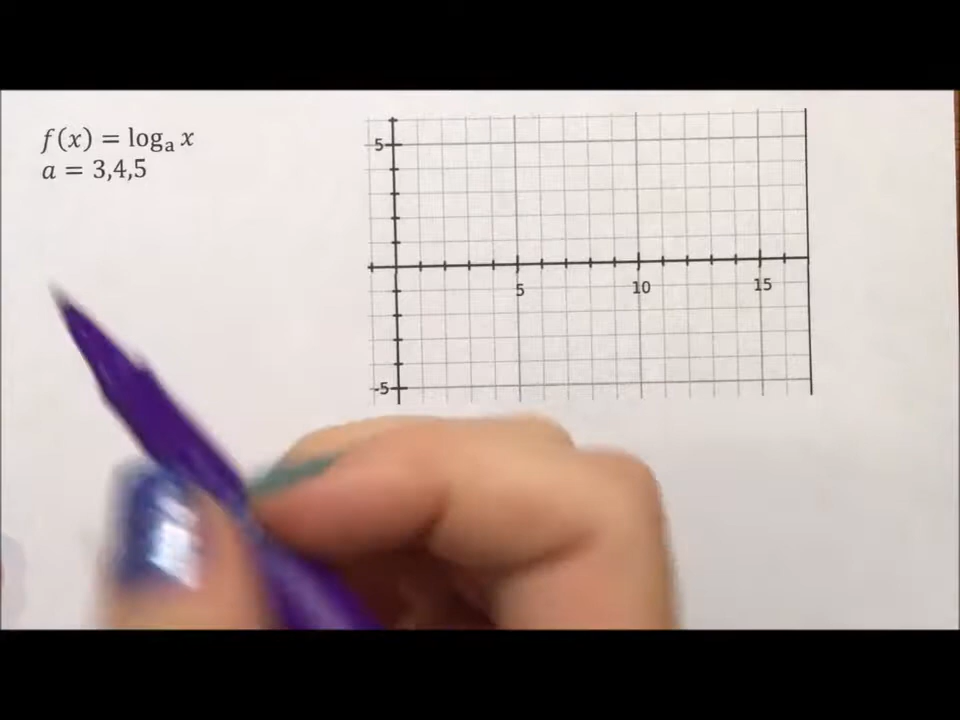 f(x) = logₐ x
a = 3,4,5
5
5 10 15
-5